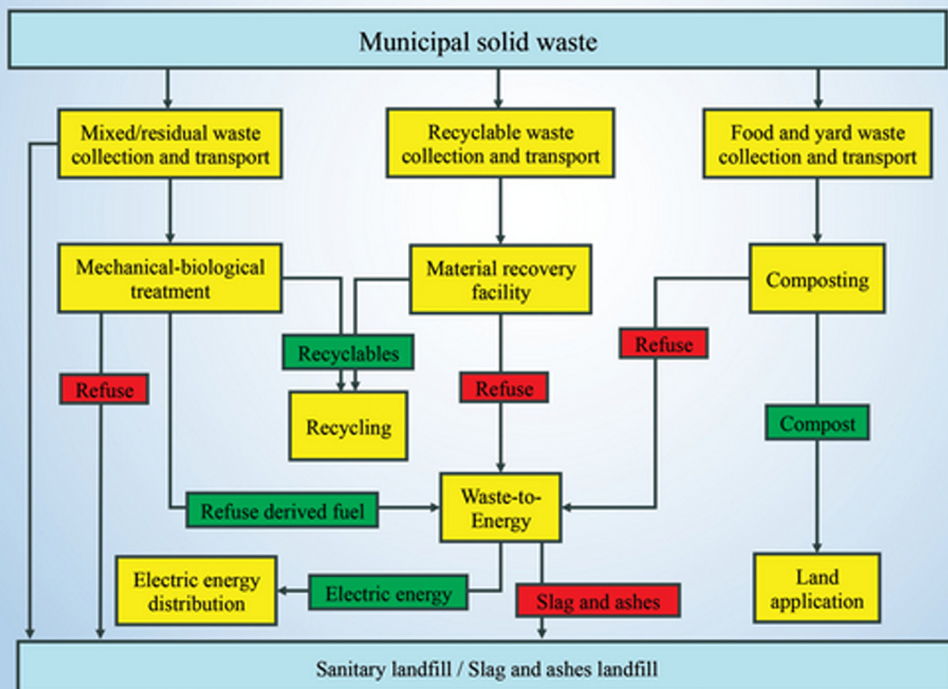 Municipal solid waste
Mixed/residual waste
collection and transport
Recyclable waste
collection and transport
Food and yard waste
collection and transport
Mechanical-biological
treatment
Material recovery
facility
Composting
Recyclables
Refuse
Refuse
Refuse
Recycling
Compost
Refuse derived fuel
Waste-to-
Energy
Electric energy
distribution
Electric energy
Slag and ashes
Land
application
Sanitary landfill / Slag and ashes landfill